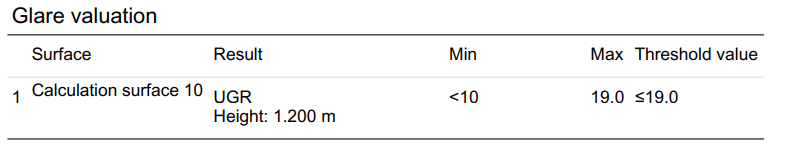 Glare valuation
Surface Result Min Max Threshold value
1 Calculation surface 10 UGR <10 19.0 ≤19.0
Height: 1.200 m